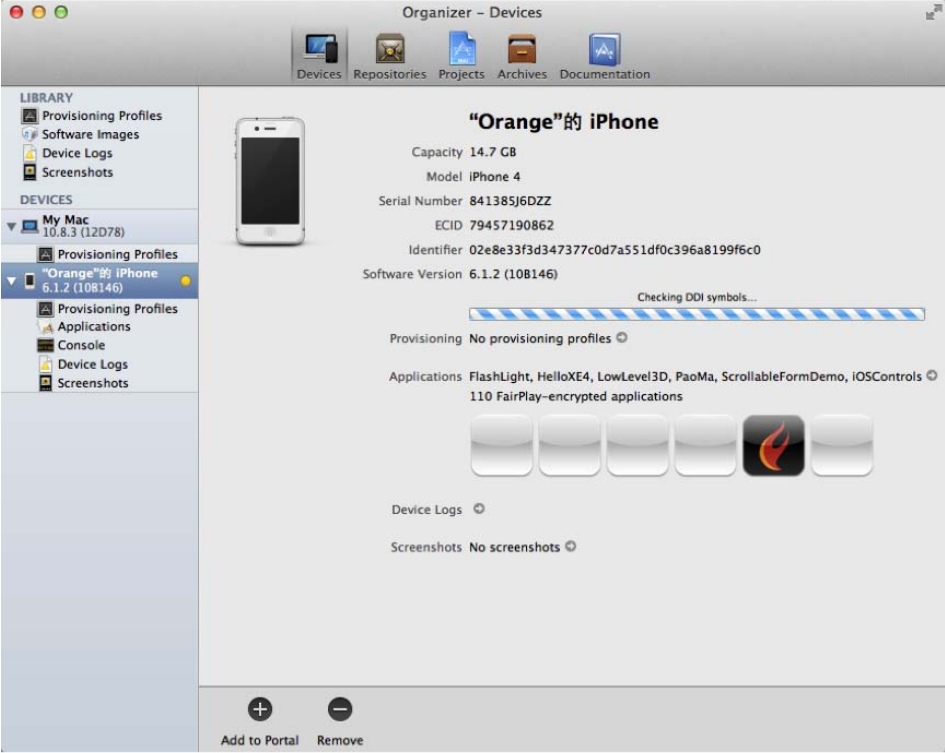 Organizer – Devices
Devices Repositories Projects Archives Documentation
LIBRARY
Provisioning Profiles
Software Images
Device Logs
Screenshots
DEVICES
My Mac
10.8.3 (12D78)
Provisioning Profiles
"Orange"的 iPhone
6.1.2 (10B146)
Provisioning Profiles
Applications
Console
Device Logs
Screenshots
“Orange”的 iPhone
Capacity 14.7 GB
Model iPhone 4
Serial Number 841385J6DZZ
ECID 79457190862
Identifier 02e8e33f3d347377c0d7a551df0c396a8199f6c0
Software Version 6.1.2 (10B146)
Checking DDI symbols...
Provisioning No provisioning profiles
Applications FlashLight, HelloXE4, LowLevel3D, PaoMa, ScrollableFormDemo, iOSControls
110 FairPlay-encrypted applications
Device Logs
Screenshots No screenshots
Add to Portal Remove